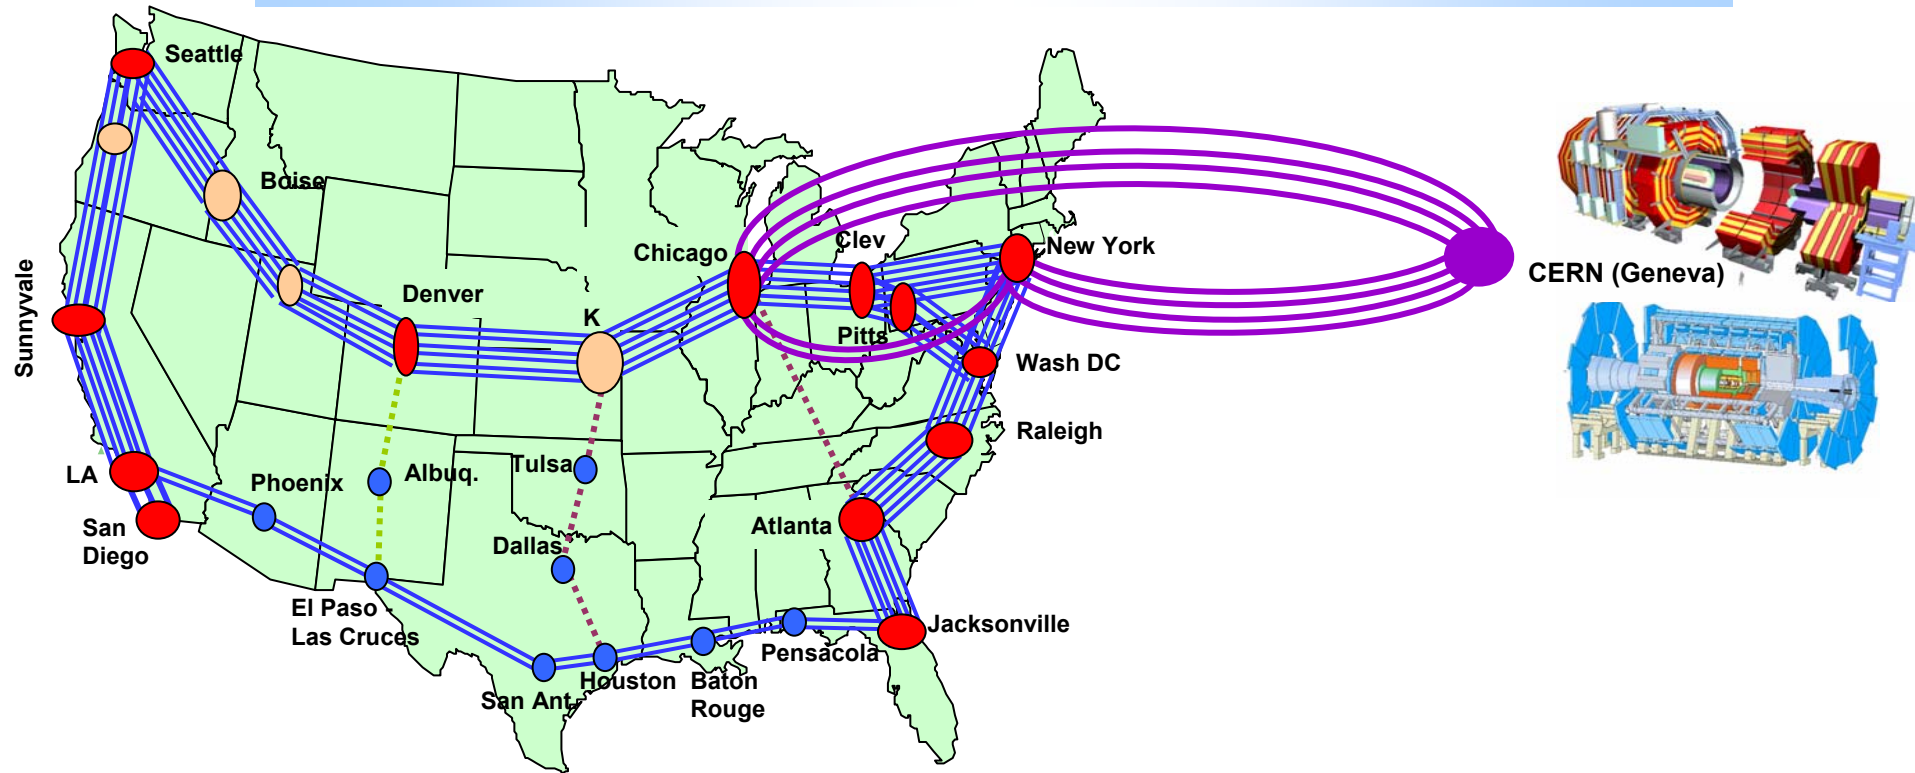 Seattle
Boise
Sunnyvale
Denver
K
Chicago
Clev
Pitts
New York
CERN (Geneva)
Wash DC
Raleigh
LA
San
Diego
Phoenix
Albuq.
Tulsa
Dallas
Atlanta
El Paso -
Las Cruces
San Ant.
Houston
Baton
Rouge
Pensacola
Jacksonville